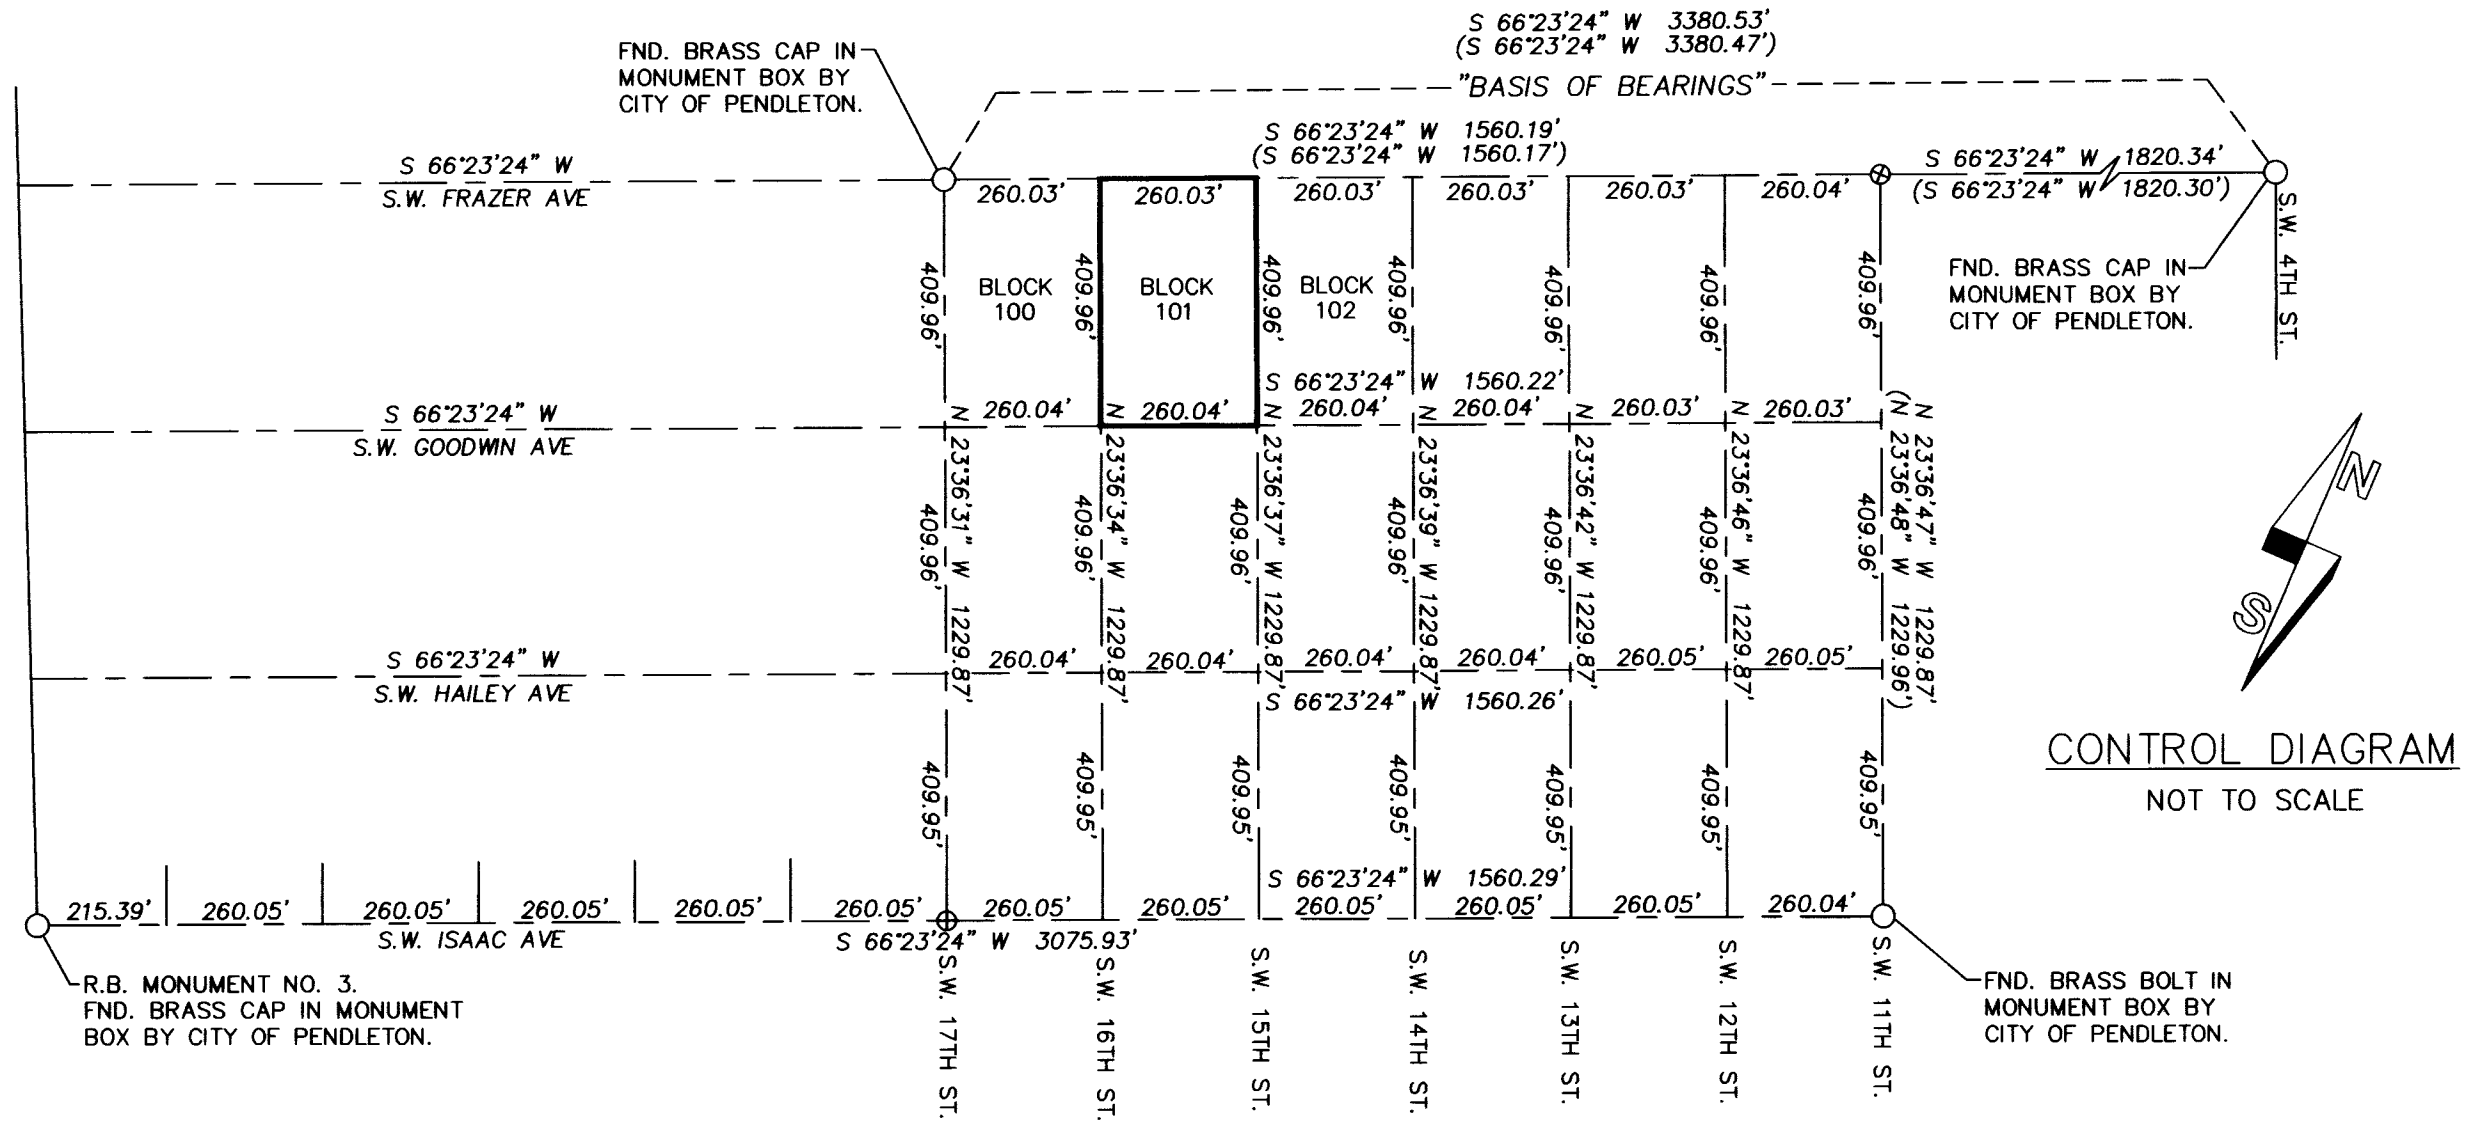 S 66°23'24" W 3380.53'
(S 66°23'24" W 3380.47')
"BASIS OF BEARINGS"
FND. BRASS CAP IN
MONUMENT BOX BY
CITY OF PENDLETON.
S 66°23'24" W 1560.19'
(S 66°23'24" W 1560.17')
S 66°23'24" W 1820.34'
(S 66°23'24" W 1820.30')
S 66°23'24" W
S.W. FRAZER AVE
260.03'
260.03'
260.03'
260.03'
260.03'
260.04'
S.W. 4TH ST.
FND. BRASS CAP IN
MONUMENT BOX BY
CITY OF PENDLETON.
409.96'
BLOCK
100
409.96'
BLOCK
101
409.96'
BLOCK
102
409.96'
409.96'
409.96'
409.96'
S 66°23'24" W 1560.22'
S 66°23'24" W
S.W. GOODWIN AVE
260.04'
260.04'
260.04'
260.04'
260.03'
260.03'
N 23°36'31" W 1229.87'
N 23°36'34" W 1229.87'
N 23°36'37" W 1229.87'
N 23°36'39" W 1229.87'
N 23°36'42" W 1229.87'
N 23°36'46" W 1229.87'
N 23°36'47" W 1229.87'
(N 23°36'48" W 1229.96')
409.96'
409.96'
409.96'
409.96'
409.96'
409.96'
409.96'
N
S
S 66°23'24" W
S.W. HAILEY AVE
260.04'
260.04'
260.04'
260.04'
260.05'
260.05'
S 66°23'24" W 1560.26'
CONTROL DIAGRAM
NOT TO SCALE
409.95'
409.95'
409.95'
409.95'
409.95'
409.95'
409.95'
S 66°23'24" W 1560.29'
215.39'
260.05'
260.05'
260.05'
260.05'
260.05'
260.05'
260.05'
260.05'
260.05'
260.05'
260.04'
S.W. ISAAC AVE
S 66°23'24" W 3075.93'
R.B. MONUMENT NO. 3.
FND. BRASS CAP IN MONUMENT
BOX BY CITY OF PENDLETON.
S.W. 17TH ST.
S.W. 16TH ST.
S.W. 15TH ST.
S.W. 14TH ST.
S.W. 13TH ST.
S.W. 12TH ST.
S.W. 11TH ST.
FND. BRASS BOLT IN
MONUMENT BOX BY
CITY OF PENDLETON.